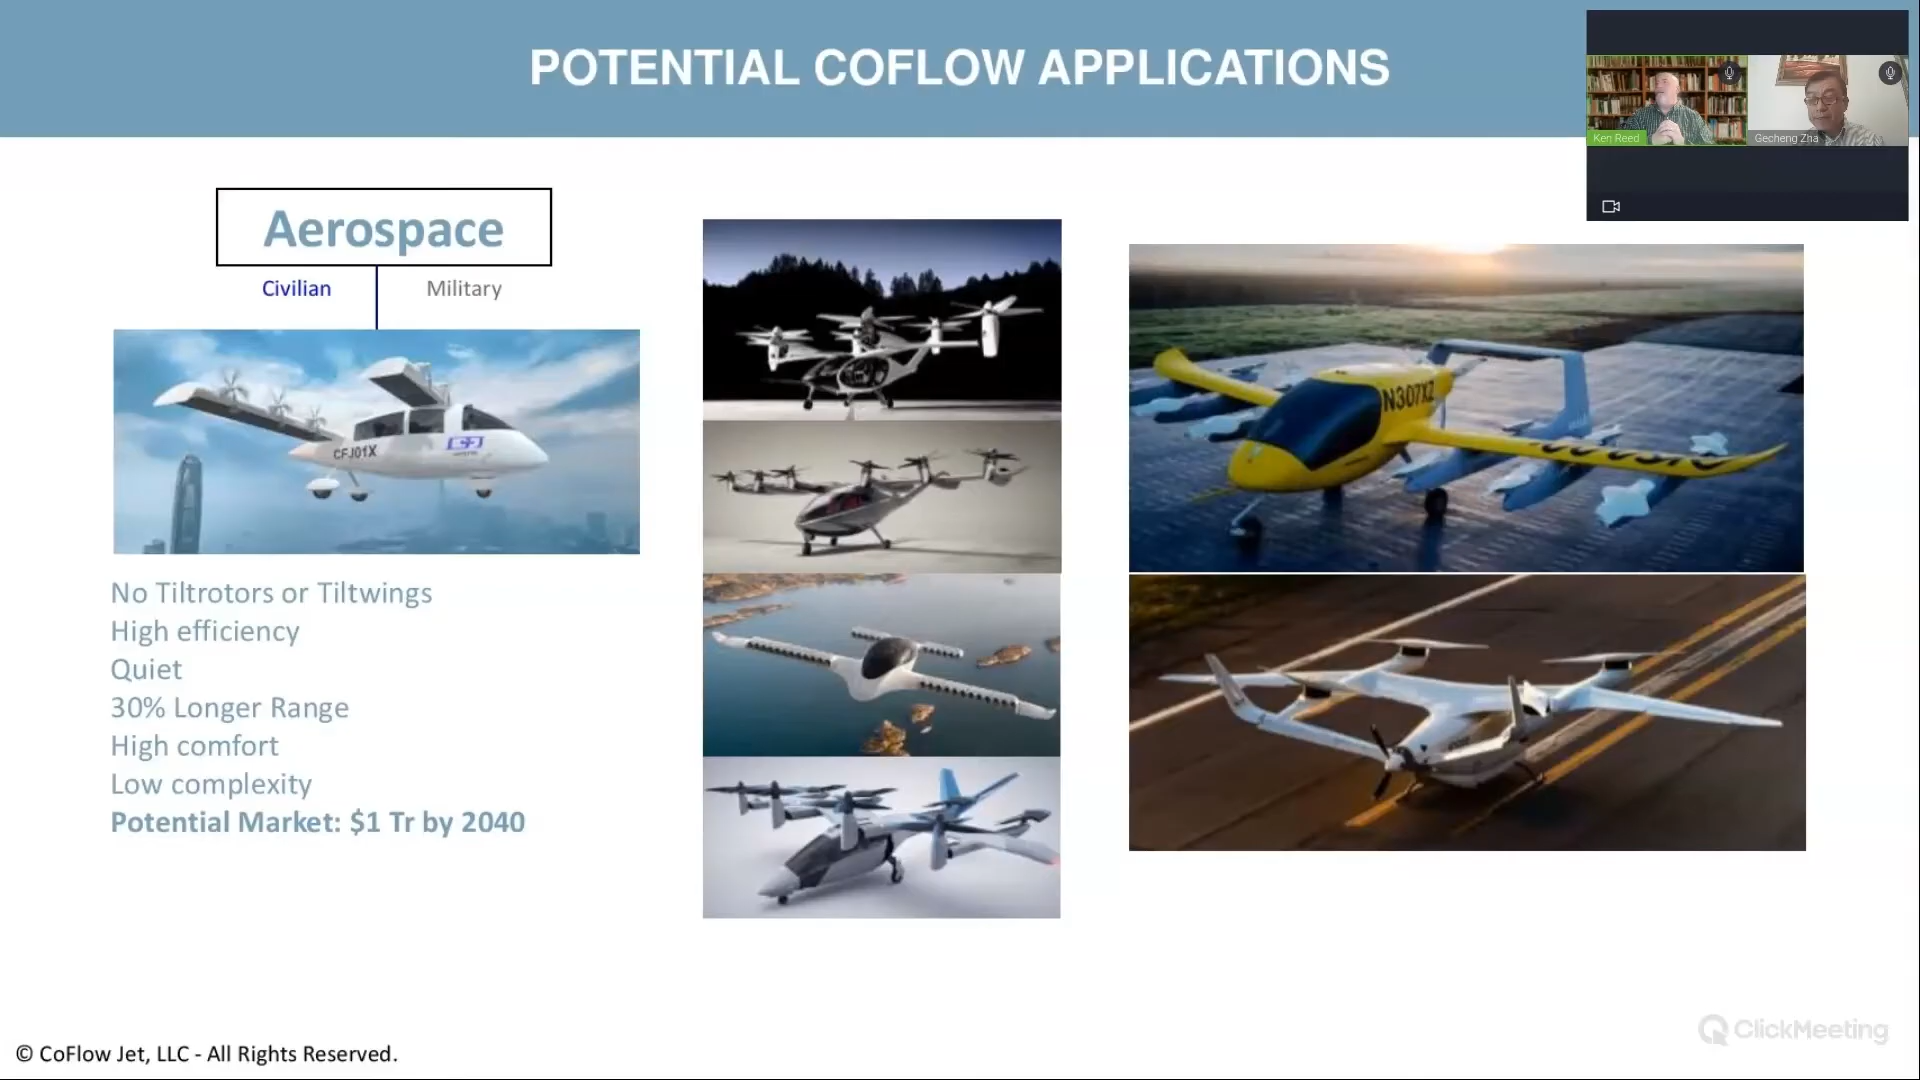 POTENTIAL COFLOW APPLICATIONS
Ken Reed
Gecheng Zha
Aerospace
Civilian
Military
CFJ01X
N307XZ
No Tiltrotors or Tiltwings
High efficiency
Quiet
30% Longer Range
High comfort
Low complexity
Potential Market: $1 Tr by 2040
ClickMeeting
© CoFlow Jet, LLC - All Rights Reserved.